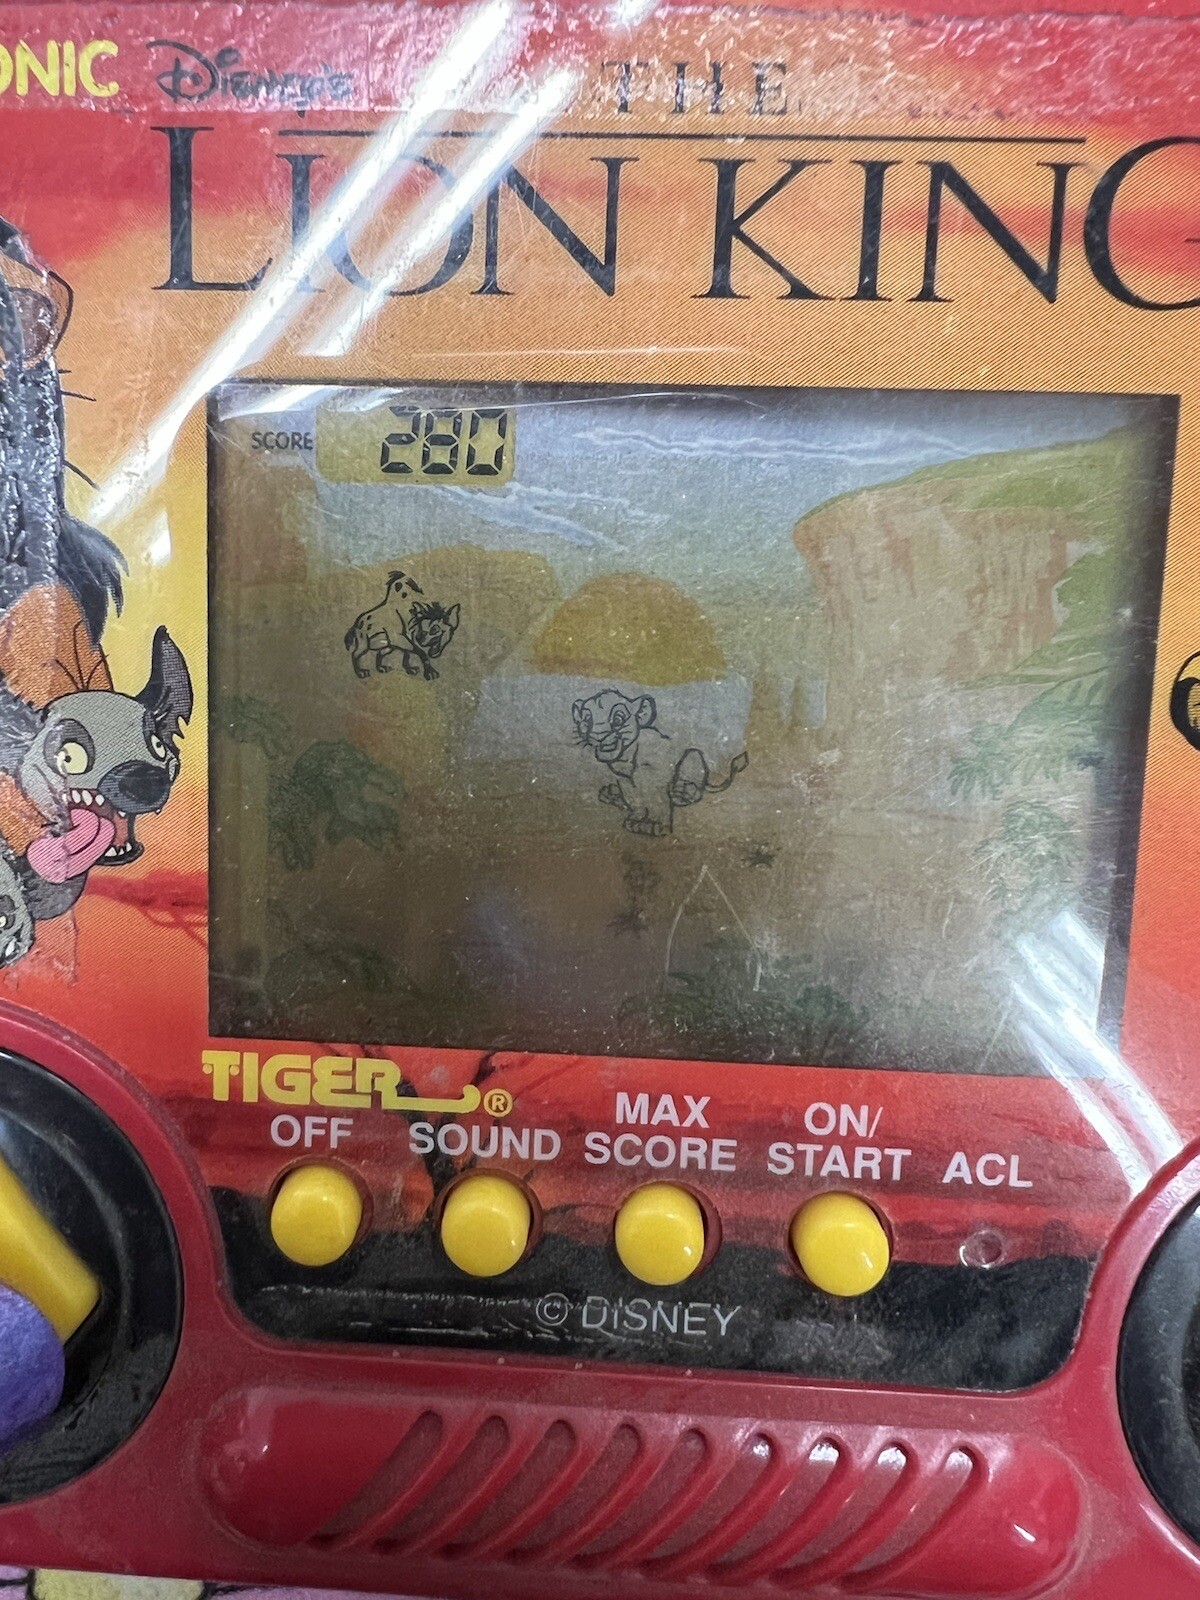 ONIC Disney's THE
LION KING
SCORE 280
TIGER®
OFF SOUND MAX SCORE ON/START ACL
© DISNEY